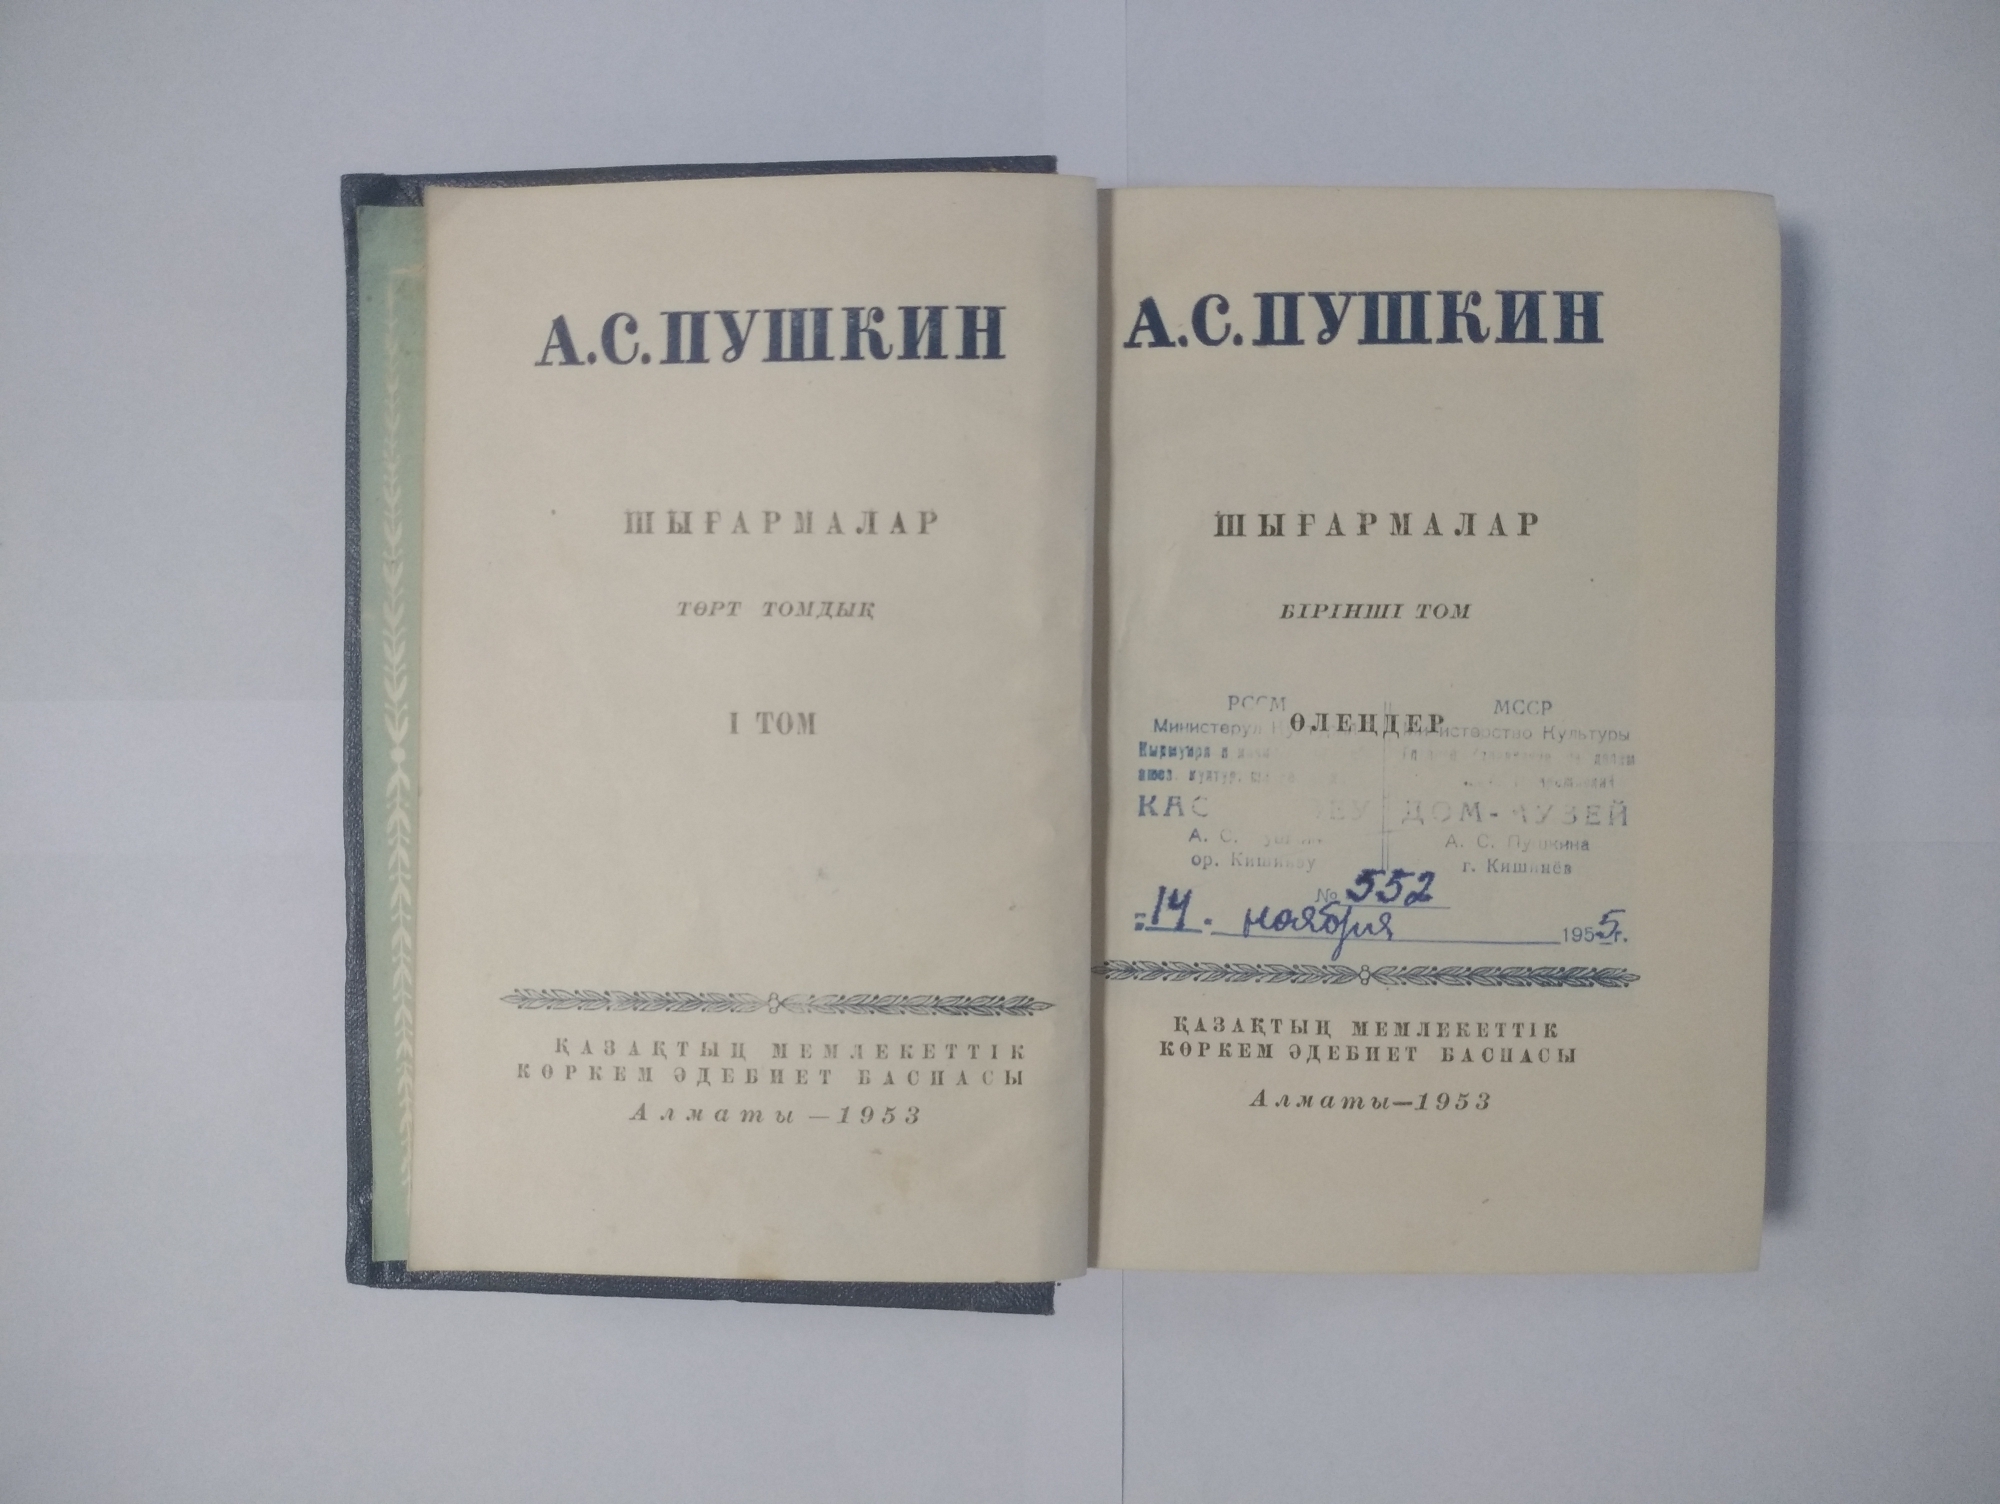 А.С.ПУШКИН
ШЫҒАРМАЛАР
ТӨРТ ТОМДЫҚ
I ТОМ
ҚАЗАҚТЫҢ МЕМЛЕКЕТТІК
КӨРКЕМ ӘДЕБИЕТ БАСПАСЫ
Алматы —1953
А.С.ПУШКИН
ШЫҒАРМАЛАР
БІРІНШІ ТОМ
ӨЛЕҢДЕР
РССМ
Министерул
ор. Кишинэу
МССР
Министерство Культуры
ДОМ-МУЗЕЙ
А. С. Пушкина
г. Кишинёв
№ 552
14 ноября 1955г.
ҚАЗАҚТЫҢ МЕМЛЕКЕТТІК
КӨРКЕМ ӘДЕБИЕТ БАСПАСЫ
Алматы—1953